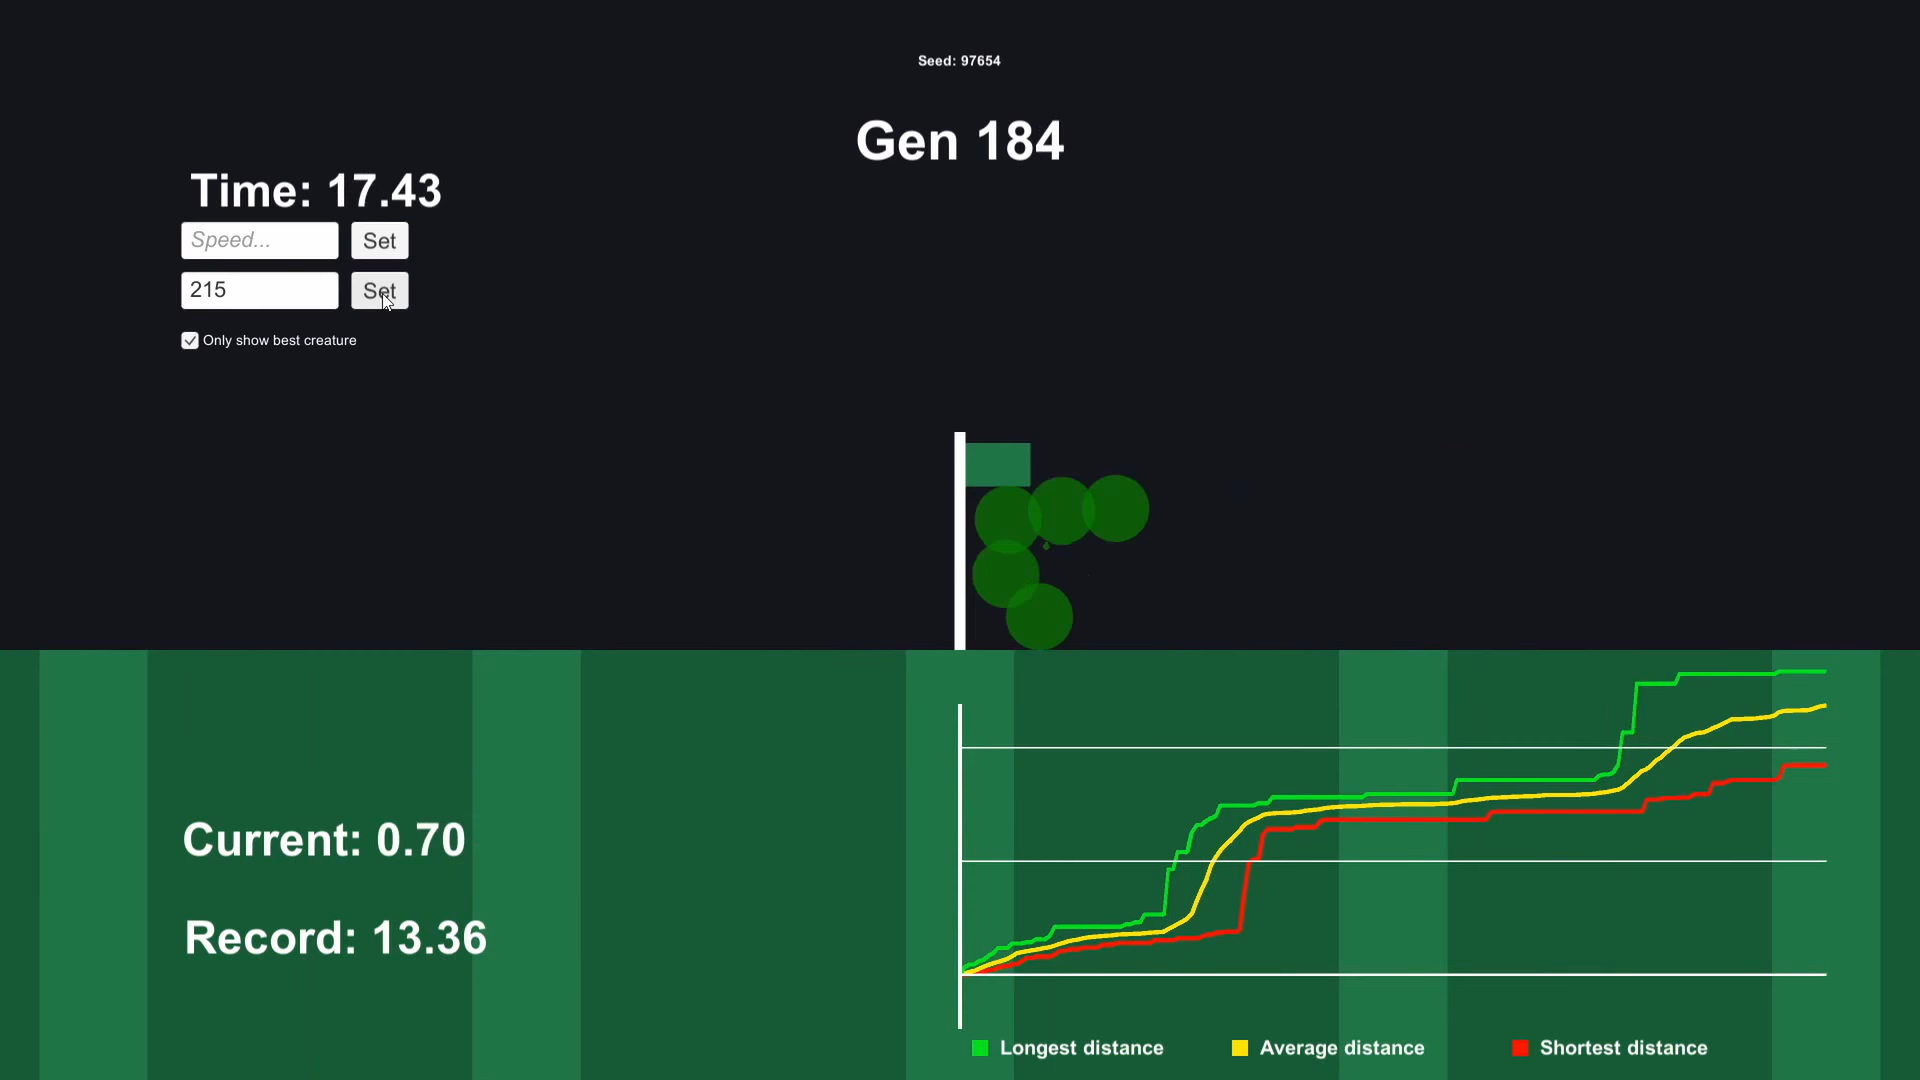 Seed: 97654
Gen 184
Time: 17.43
Speed... Set
215 Set
Only show best creature
Current: 0.70
Record: 13.36
Longest distance Average distance Shortest distance